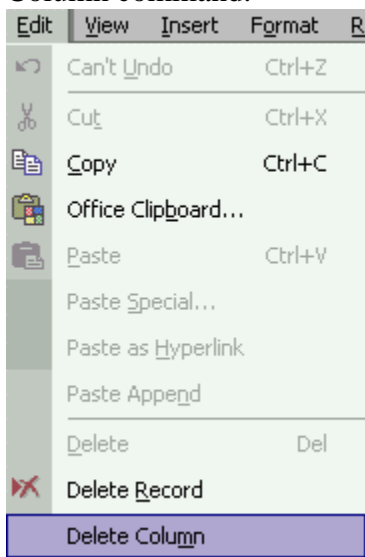 Column command.
Edit View Insert Format R
Can't Undo Ctrl+Z
Cut Ctrl+X
Copy Ctrl+C
Office Clipboard...
Paste Ctrl+V
Paste Special...
Paste as Hyperlink
Paste Append
Delete Del
Delete Record
Delete Column